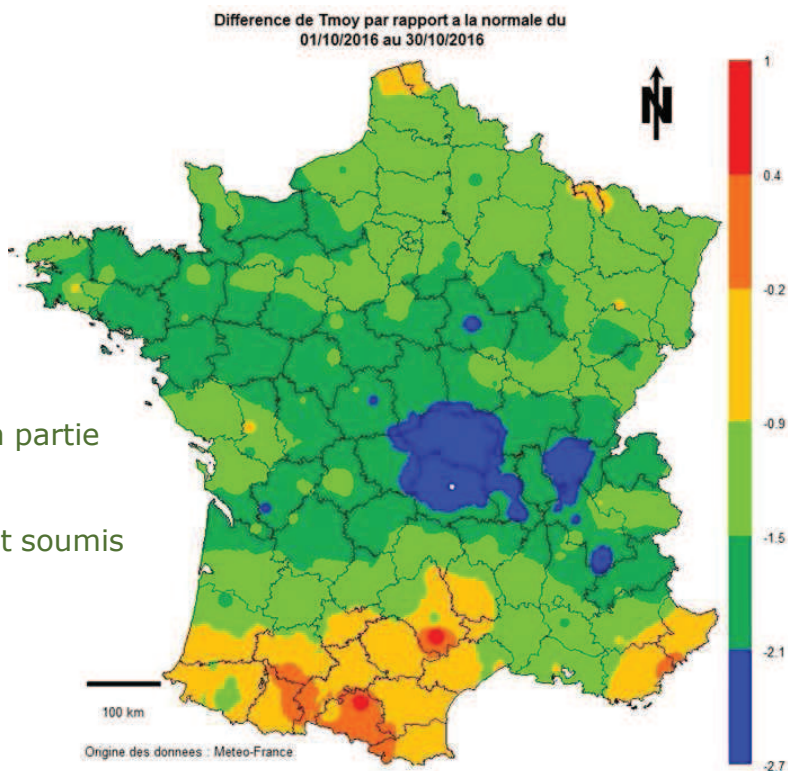 Difference de Tmoy par rapport a la normale du
01/10/2016 au 30/10/2016
N
1
0.4
-0.2
-0.9
-1.5
-2.1
-2.7
partie
t soumis
100 km
Origine des donnees : Meteo-France